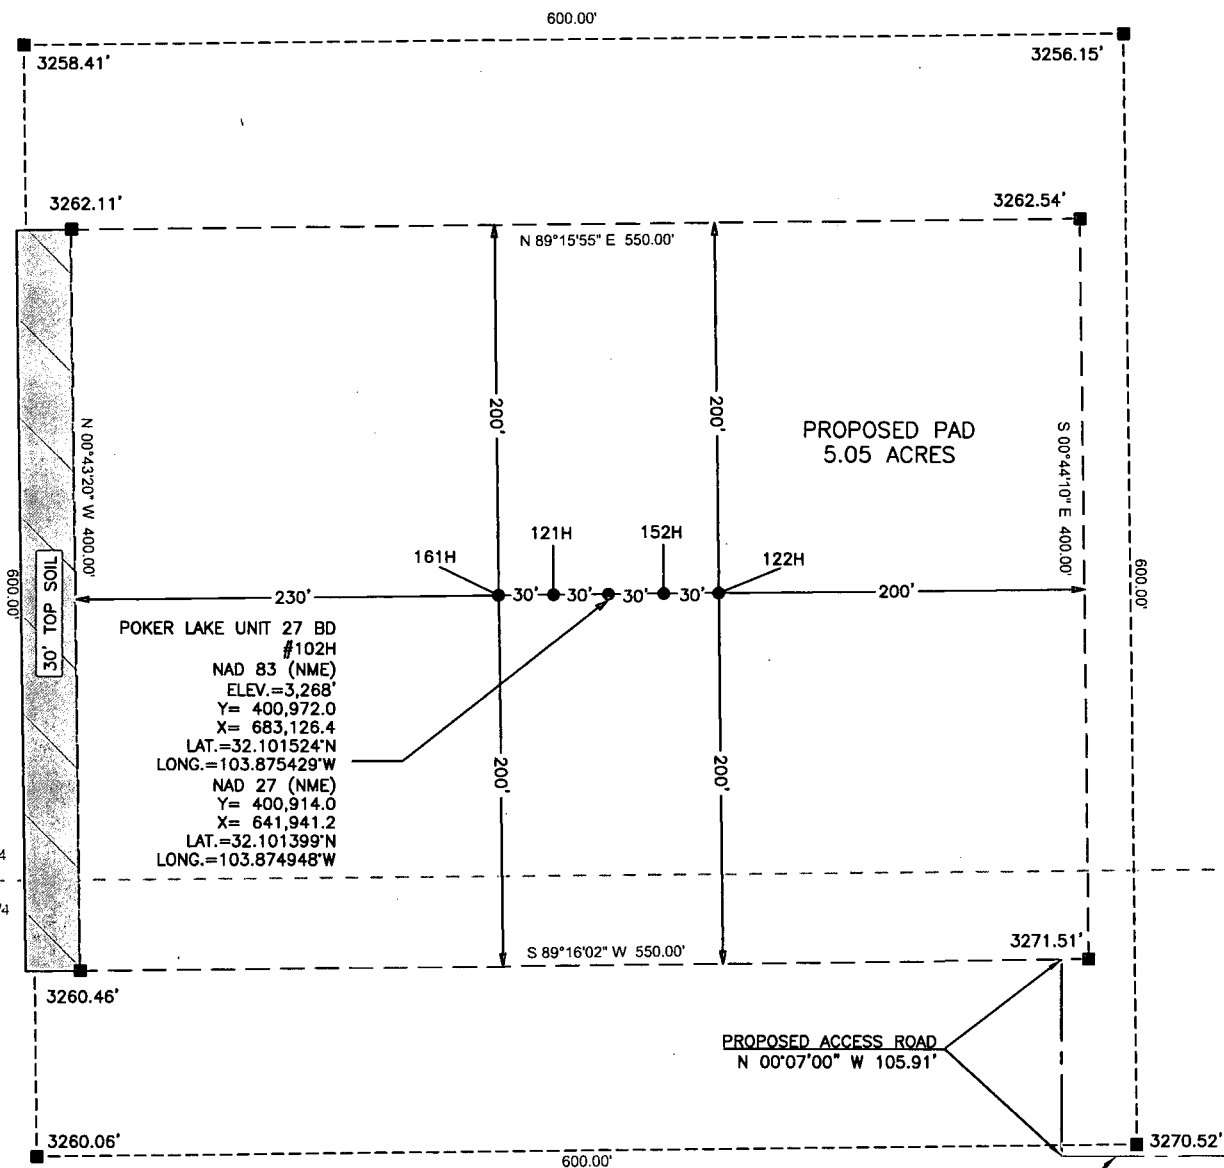 600.00'
3258.41'
3256.15'
3262.11'
3262.54'
N 89°15'55" E 550.00'
200'
200'
PROPOSED PAD
5.05 ACRES
N 00°43'20" W 400.00'
S 00°44'10" E 400.00'
161H
121H
152H
122H
230'
30'
30'
30'
30'
200'
600.00'
30' TOP SOIL
600.00'
POKER LAKE UNIT 27 BD
#102H
NAD 83 (NME)
ELEV.=3,268'
Y= 400,972.0
X= 683,126.4
LAT.=32.101524°N
LONG.=103.875429°W
NAD 27 (NME)
Y= 400,914.0
X= 641,941.2
LAT.=32.101399°N
LONG.=103.874948°W
200'
200'
4
/4
S 89°16'02" W 550.00'
3271.51'
3260.46'
PROPOSED ACCESS ROAD
N 00°07'00" W 105.91'
3260.06'
600.00'
3270.52'